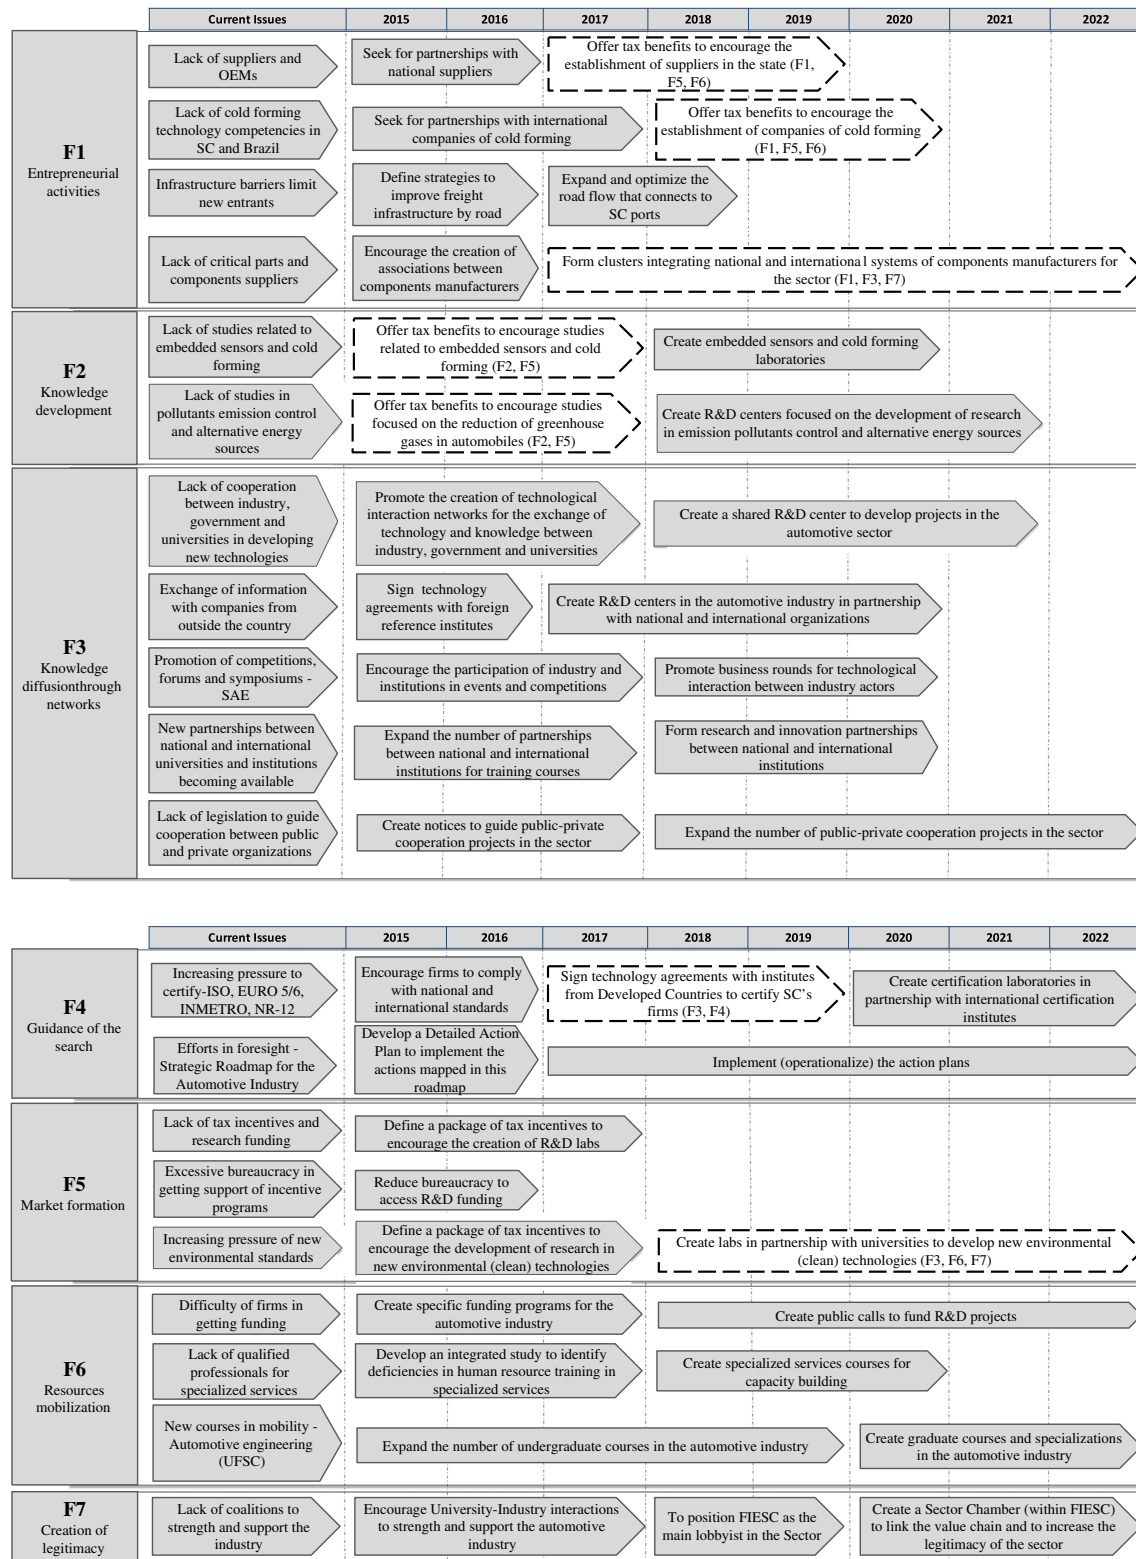 Current Issues 2015 2016 2017 2018 2019 2020 2021 2022
F1
Entrepreneurial
activities
Lack of suppliers and
OEMs
Seek for partnerships with
national suppliers
Offer tax benefits to encourage the
establishment of suppliers in the state (F1,
F5, F6)
Lack of cold forming
technology competencies in
SC and Brazil
Seek for partnerships with international
companies of cold forming
Offer tax benefits to encourage the
establishment of companies of cold forming
(F1, F5, F6)
Infrastructure barriers limit
new entrants
Define strategies to
improve freight
infrastructure by road
Expand and optimize the
road flow that connects to
SC ports
Lack of critical parts and
components suppliers
Encourage the creation of
associations between
components manufacturers
Form clusters integrating national and international systems of components manufacturers for
the sector (F1, F3, F7)
F2
Knowledge
development
Lack of studies related to
embedded sensors and cold
forming
Offer tax benefits to encourage studies
related to embedded sensors and cold
forming (F2, F5)
Create embedded sensors and cold forming
laboratories
Lack of studies in
pollutants emission control
and alternative energy
sources
Offer tax benefits to encourage studies
focused on the reduction of greenhouse
gases in automobiles (F2, F5)
Create R&D centers focused on the development of research
in emission pollutants control and alternative energy sources
F3
Knowledge
diffusionthrough
networks
Lack of cooperation
between industry,
government and
universities in developing
new technologies
Promote the creation of technological
interaction networks for the exchange of
technology and knowledge between
industry, government and universities
Create a shared R&D center to develop projects in the
automotive sector
Exchange of information
with companies from
outside the country
Sign technology
agreements with foreign
reference institutes
Create R&D centers in the automotive industry in partnership
with national and international organizations
Promotion of competitions,
forums and symposiums -
SAE
Encourage the participation of industry and
institutions in events and competitions
Promote business rounds for technological
interaction between industry actors
New partnerships between
national and international
universities and institutions
becoming available
Expand the number of partnerships
between national and international
institutions for training courses
Form research and innovation partnerships
between national and international
institutions
Lack of legislation to guide
cooperation between public
and private organizations
Create notices to guide public-private
cooperation projects in the sector
Expand the number of public-private cooperation projects in the sector
Current Issues 2015 2016 2017 2018 2019 2020 2021 2022
F4
Guidance of the
search
Increasing pressure to
certify-ISO, EURO 5/6,
INMETRO, NR-12
Encourage firms to comply
with national and
international standards
Sign technology agreements with institutes
from Developed Countries to certify SC's
firms (F3, F4)
Create certification laboratories in
partnership with international certification
institutes
Efforts in foresight -
Strategic Roadmap for the
Automotive Industry
Develop a Detailed Action
Plan to implement the
actions mapped in this
roadmap
Implement (operationalize) the action plans
F5
Market formation
Lack of tax incentives and
research funding
Define a package of tax incentives to
encourage the creation of R&D labs
Excessive bureaucracy in
getting support of incentive
programs
Reduce bureaucracy to
access R&D funding
Increasing pressure of new
environmental standards
Define a package of tax incentives to
encourage the development of research in
new environmental (clean) technologies
Create labs in partnership with universities to develop new environmental
(clean) technologies (F3, F6, F7)
F6
Resources
mobilization
Difficulty of firms in
getting funding
Create specific funding programs for the
automotive industry
Create public calls to fund R&D projects
Lack of qualified
professionals for
specialized services
Develop an integrated study to identify
deficiencies in human resource training in
specialized services
Create specialized services courses for
capacity building
New courses in mobility -
Automotive engineering
(UFSC)
Expand the number of undergraduate courses in the automotive industry
Create graduate courses and specializations
in the automotive industry
F7
Creation of
legitimacy
Lack of coalitions to
strength and support the
industry
Encourage University-Industry interactions
to strength and support the automotive
industry
To position FIESC as the
main lobbyist in the Sector
Create a Sector Chamber (within FIESC)
to link the value chain and to increase the
legitimacy of the sector